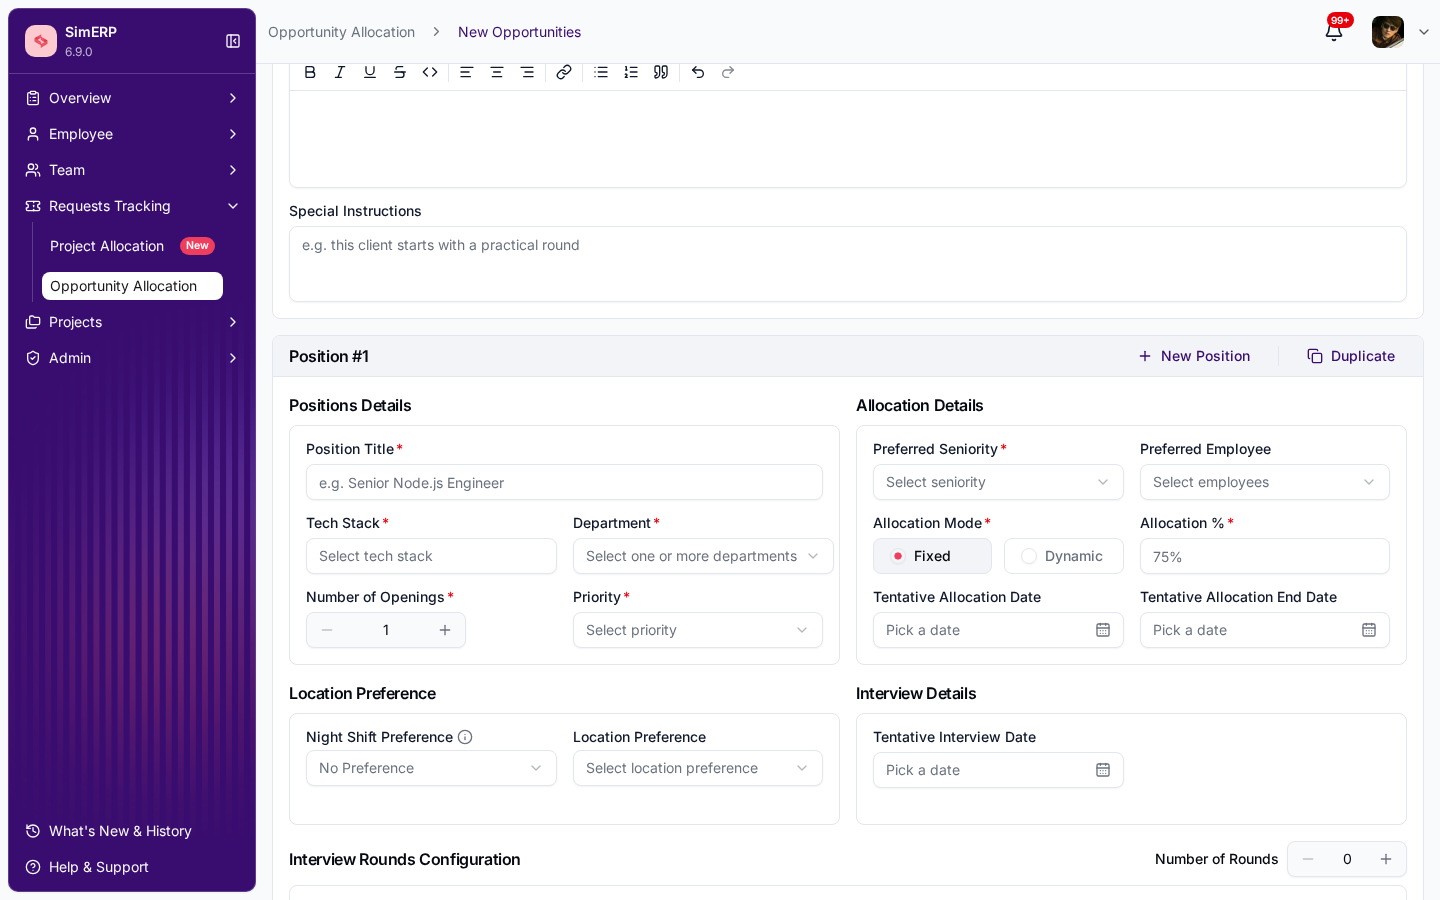 SimERP
6.9.0
Overview
Employee
Team
Requests Tracking
Project Allocation New
Opportunity Allocation
Projects
Admin
What's New & History
Help & Support
Opportunity Allocation > New Opportunities
99+
Special Instructions
e.g. this client starts with a practical round
Position #1
New Position
Duplicate
Positions Details
Position Title*
e.g. Senior Node.js Engineer
Tech Stack* Department*
Select tech stack Select one or more departments
Number of Openings* Priority*
1 Select priority
Allocation Details
Preferred Seniority* Preferred Employee
Select seniority Select employees
Allocation Mode* Allocation %*
Fixed Dynamic 75%
Tentative Allocation Date Tentative Allocation End Date
Pick a date Pick a date
Location Preference
Night Shift Preference Location Preference
No Preference Select location preference
Interview Details
Tentative Interview Date
Pick a date
Interview Rounds Configuration
Number of Rounds 0